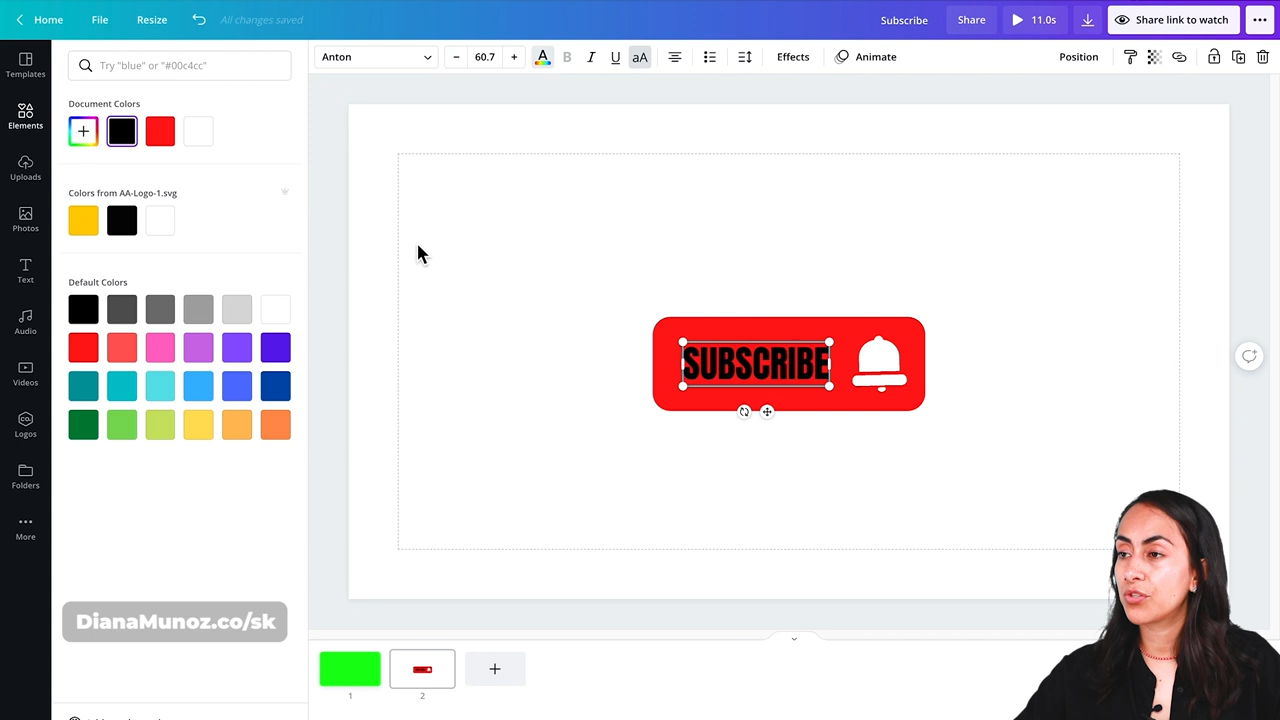 Home File Resize All changes saved Subscribe Share 11.0s Share link to watch
Templates
Elements
Uploads
Photos
Text
Audio
Videos
Logos
Folders
More
Try "blue" or "#00c4cc"
Document Colors
Colors from AA-Logo-1.svg
Default Colors
DianaMunoz.co/sk
Anton 60.7 A B I U aA Effects Animate Position
SUBSCRIBE
1
2